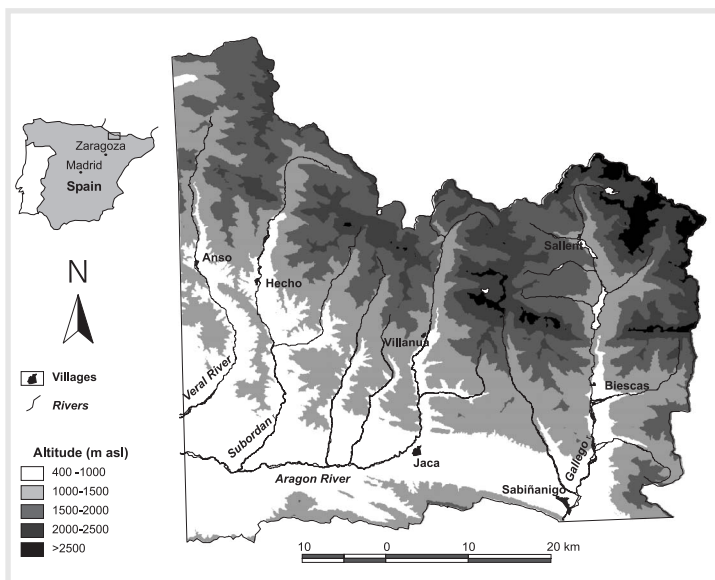 Zaragoza
Madrid
Spain
N
Villages
Rivers
Altitude (m asl)
400 -1000
1000-1500
1500-2000
2000-2500
>2500
Anso
Hecho
Sallent
Villanua
Biescas
Veral River
Subordan
Gallego
Jaca
Aragon River
Sabiñanigo
10 0 10 20 km